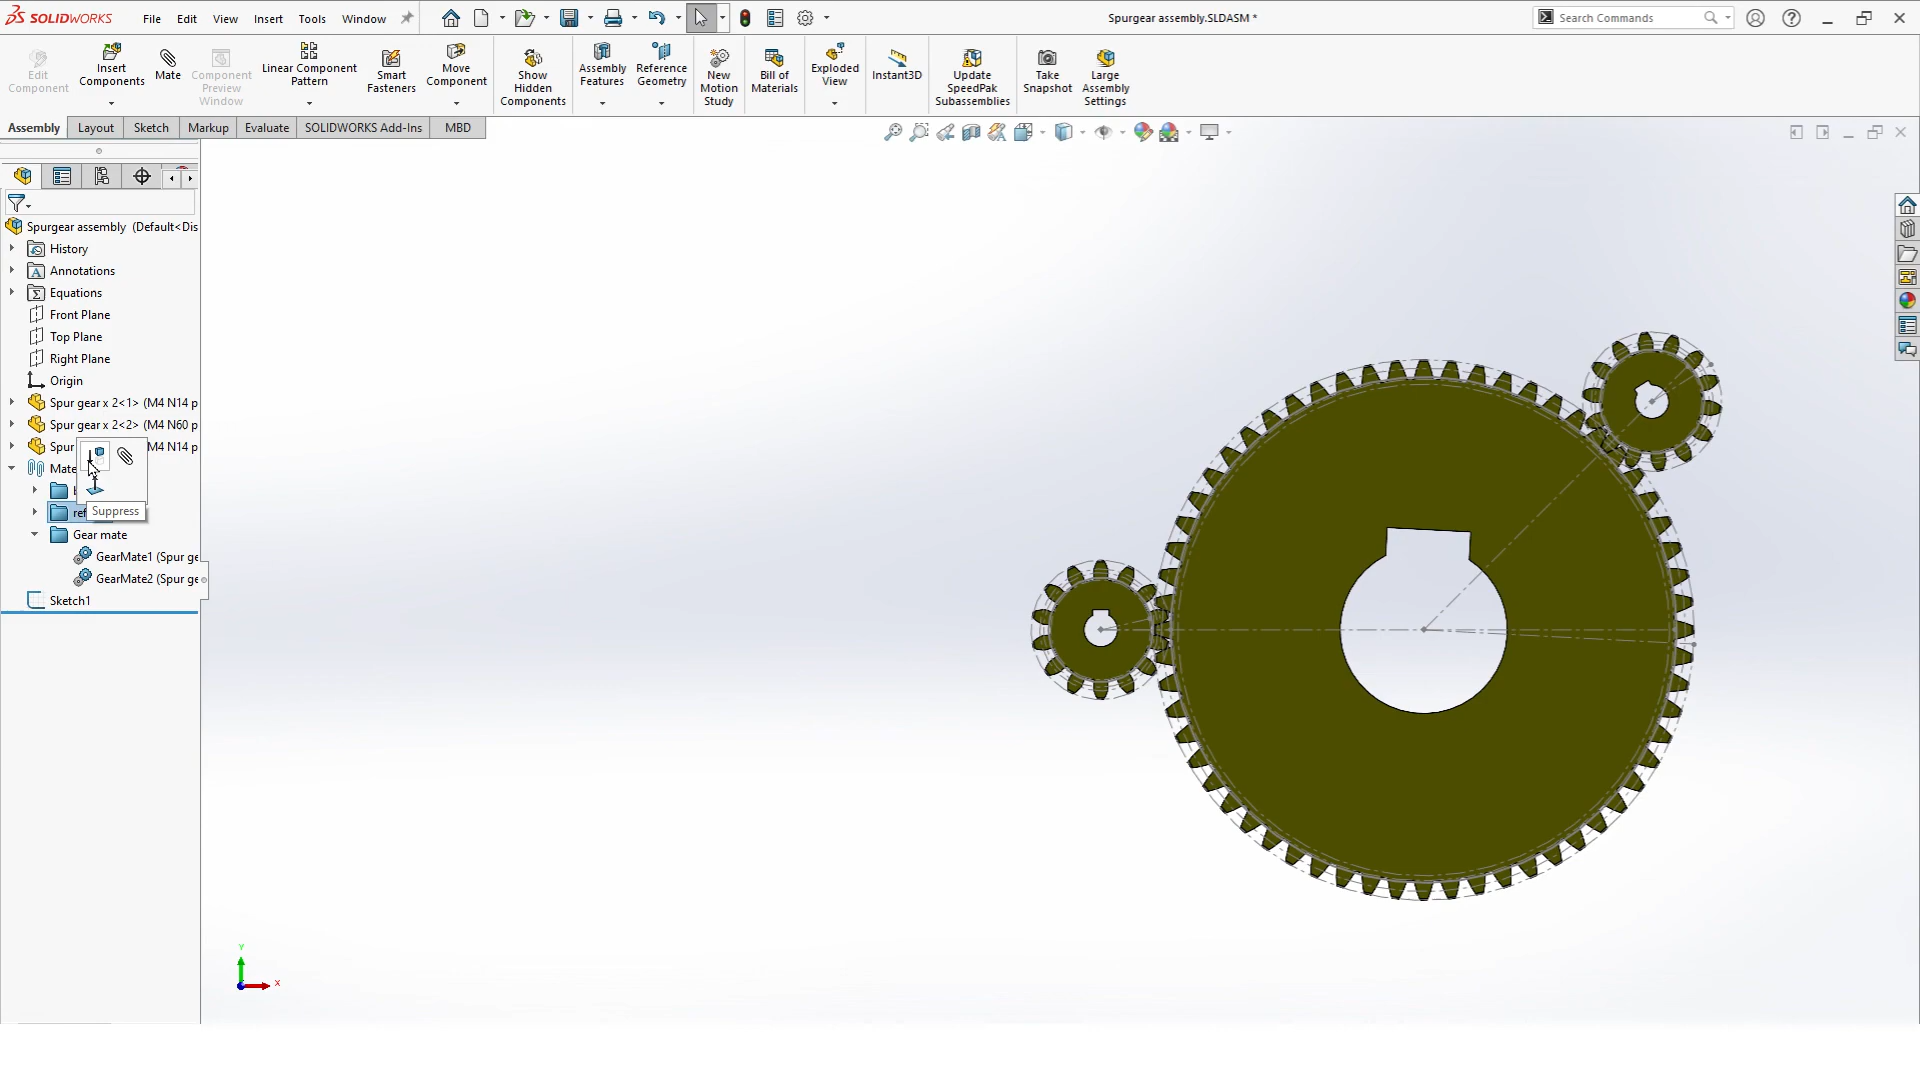 SOLIDWORKS File Edit View Insert Tools Window Spurgear assembly.SLDASM * Search Commands
Edit Component
Insert Components
Mate
Component Preview Window
Linear Component Pattern
Smart Fasteners
Move Component
Show Hidden Components
Assembly Features
Reference Geometry
New Motion Study
Bill of Materials
Exploded View
Instant3D
Update SpeedPak Subassemblies
Take Snapshot
Large Assembly Settings
Assembly Layout Sketch Markup Evaluate SOLIDWORKS Add-Ins MBD
Spurgear assembly (Default<Dis
History
Annotations
Equations
Front Plane
Top Plane
Right Plane
Origin
Spur gear x 2<1> (M4 N14 p
Spur gear x 2<2> (M4 N60 p
Spur M4 N14 p
Mate
ref
Suppress
Gear mate
GearMate1 (Spur ge
GearMate2 (Spur ge
Sketch1
Y
X